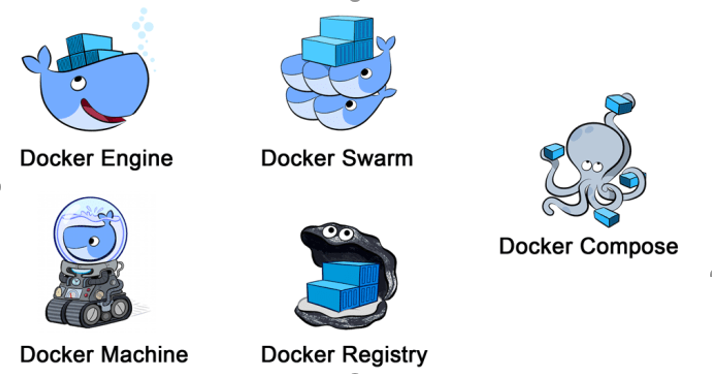 Docker Engine
Docker Swarm
Docker Compose
Docker Machine
Docker Registry